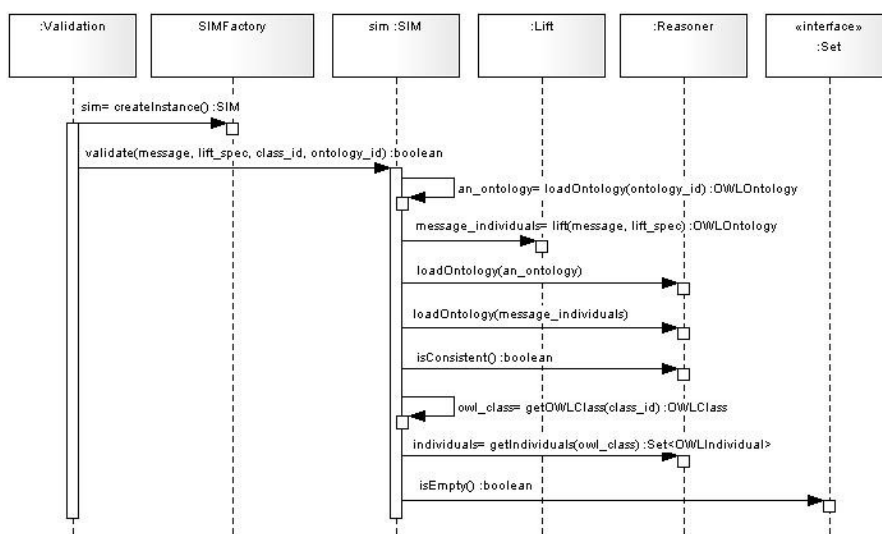 :Validation
SIMFactory
sim :SIM
:Lift
:Reasoner
«interface»
:Set
sim= createInstance() :SIM
validate(message, lift_spec, class_id, ontology_id) :boolean
an_ontology= loadOntology(ontology_id) :OWLOntology
message_individuals= lift(message, lift_spec) :OWLOntology
loadOntology(an_ontology)
loadOntology(message_individuals)
isConsistent() :boolean
owl_class= getOWLClass(class_id) :OWLClass
individuals= getIndividuals(owl_class) :Set<OWLIndividual>
isEmpty() :boolean